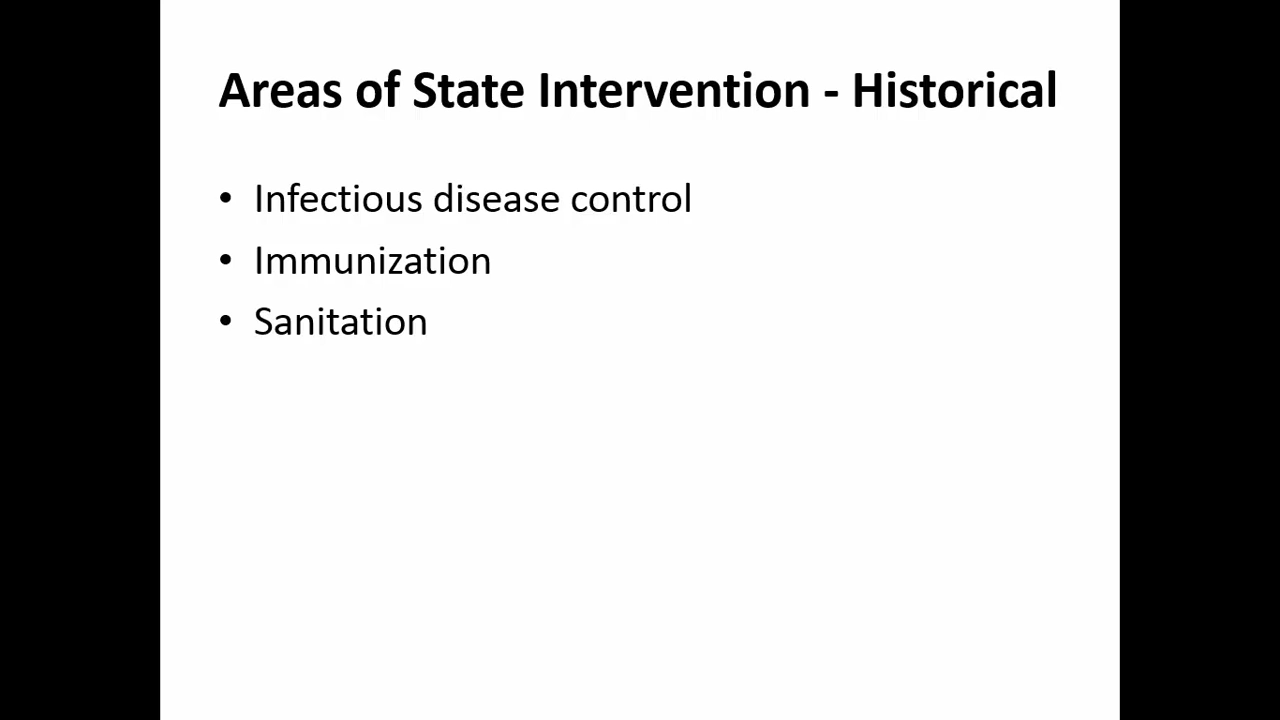 Areas of State Intervention - Historical
• Infectious disease control
• Immunization
• Sanitation